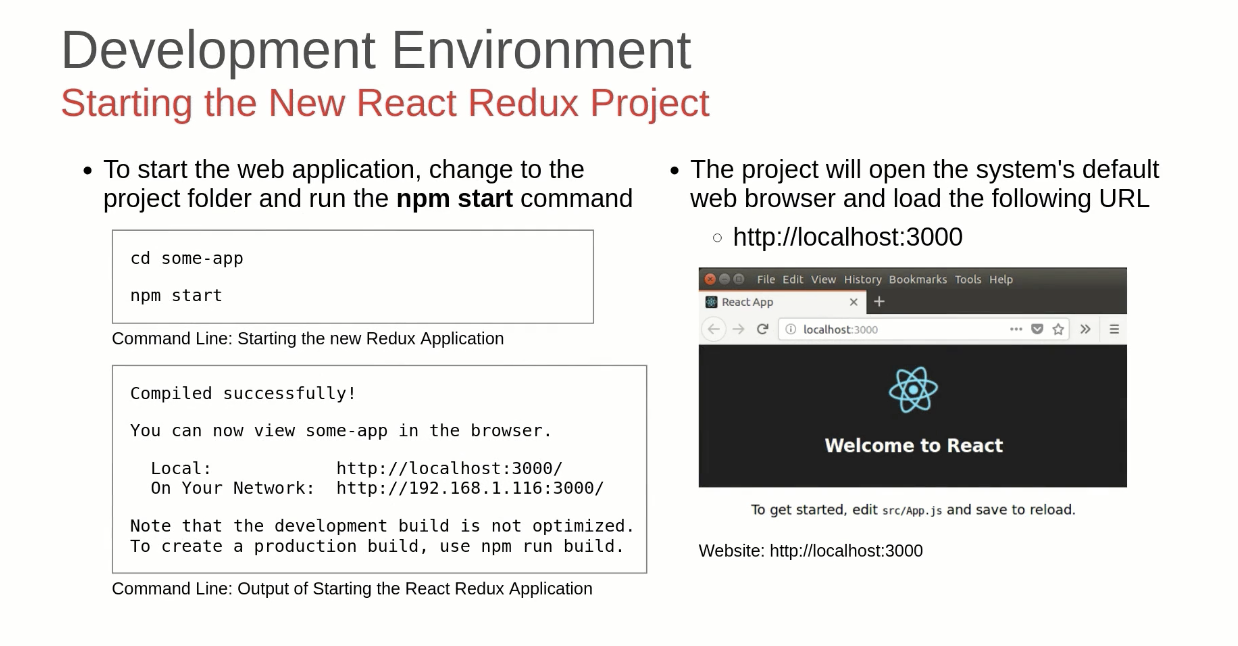 Development Environment
Starting the New React Redux Project
• To start the web application, change to the
project folder and run the npm start command
cd some-app
npm start
Command Line: Starting the new Redux Application
Compiled successfully!
You can now view some-app in the browser.
Local: http://localhost:3000/
On Your Network: http://192.168.1.116:3000/
Note that the development build is not optimized.
To create a production build, use npm run build.
Command Line: Output of Starting the React Redux Application
• The project will open the system's default
web browser and load the following URL
○ http://localhost:3000
File Edit View History Bookmarks Tools Help
React App
localhost:3000
Welcome to React
To get started, edit src/App.js and save to reload.
Website: http://localhost:3000